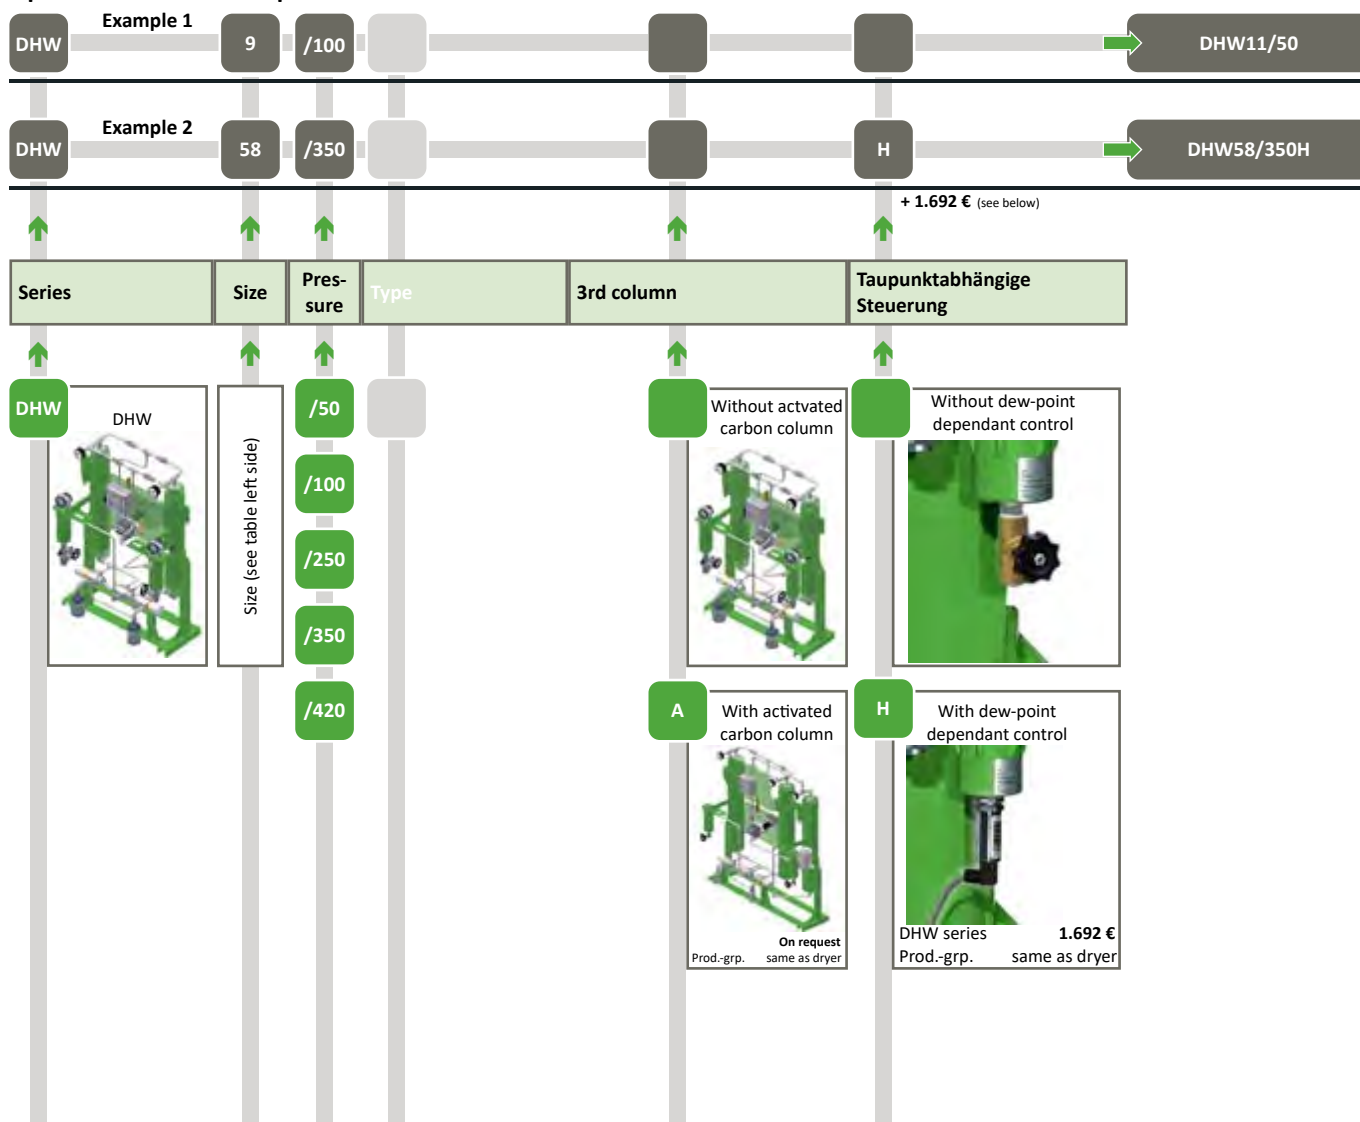 Example 1
DHW 9 /100 DHW11/50
Example 2
DHW 58 /350 H DHW58/350H
+ 1.692 € (see below)
Series
Size
Pres-
sure
Type
3rd column
Taupunktabhängige
Steuerung
DHW
DHW
Size (see table left side)
/50
/100
/250
/350
/420
Without actvated
carbon column
A
With activated
carbon column
On request
Prod.-grp. same as dryer
Without dew-point
dependant control
H
With dew-point
dependant control
DHW series 1.692 €
Prod.-grp. same as dryer